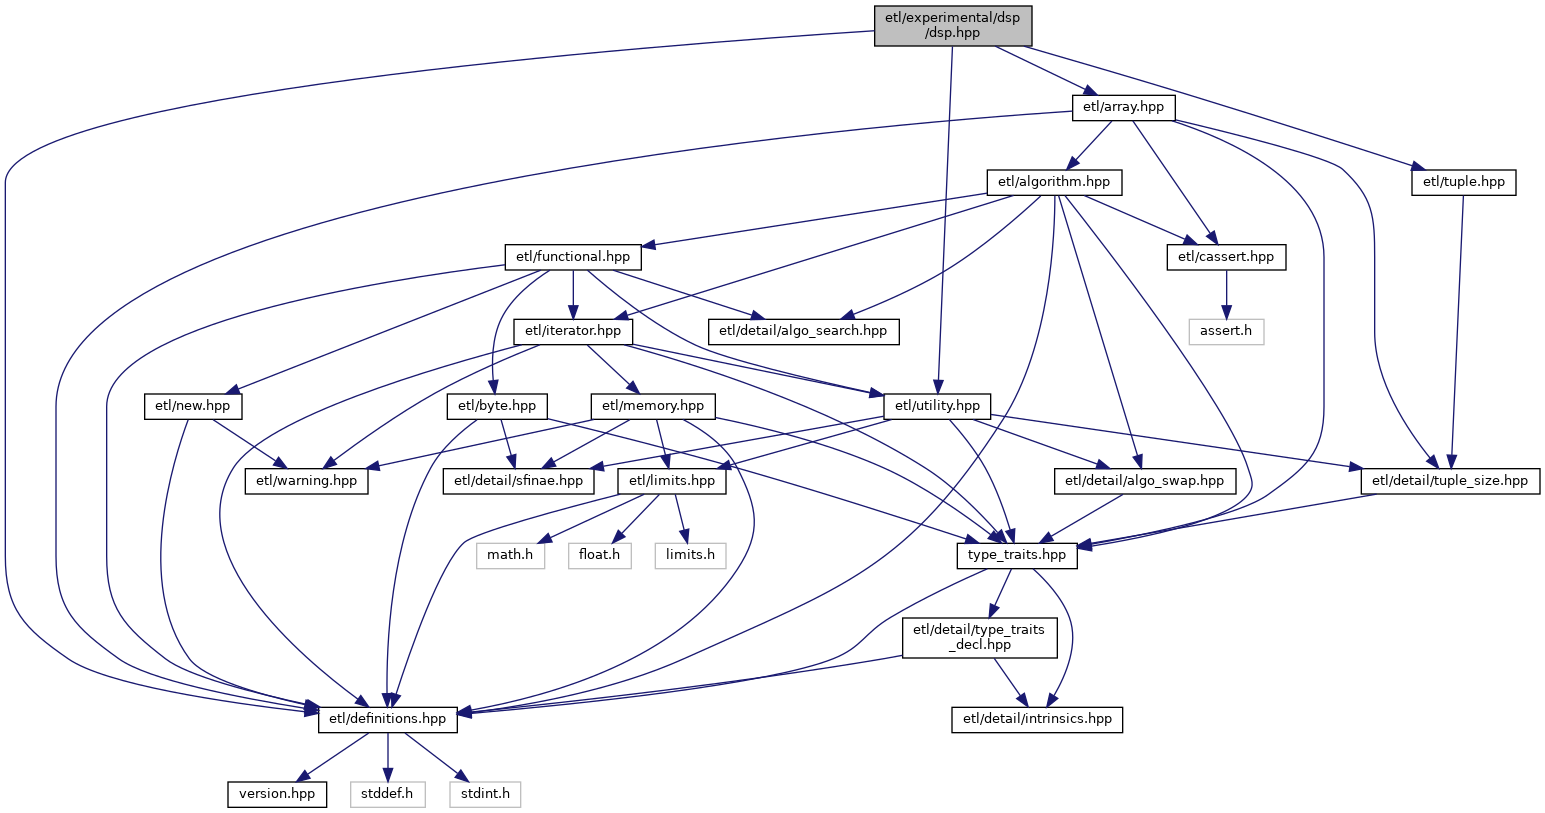 etl/experimental/dsp
/dsp.hpp
etl/array.hpp
etl/algorithm.hpp
etl/tuple.hpp
etl/functional.hpp
etl/cassert.hpp
etl/iterator.hpp
etl/detail/algo_search.hpp
assert.h
etl/new.hpp
etl/byte.hpp
etl/memory.hpp
etl/utility.hpp
etl/warning.hpp
etl/detail/sfinae.hpp
etl/limits.hpp
etl/detail/algo_swap.hpp
etl/detail/tuple_size.hpp
math.h
float.h
limits.h
type_traits.hpp
etl/detail/type_traits
_decl.hpp
etl/definitions.hpp
etl/detail/intrinsics.hpp
version.hpp
stddef.h
stdint.h